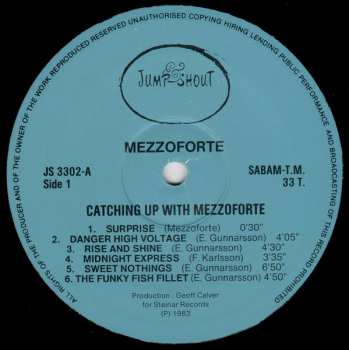 ALL RIGHTS OF THE PRODUCER AND OF THE OWNER OF THE WORK REPRODUCED RESERVED UNAUTHORISED COPYING HIRING LENDING PUBLIC PERFORMANCE AND BROADCASTING OF THIS RECORD PROHIBITED
JUMP & SHOUT
MEZZOFORTE
JS 3302-A SABAM-T.M.
Side 1 33 T.
CATCHING UP WITH MEZZOFORTE
1. SURPRISE (Mezzoforte) 0'30"
2. DANGER HIGH VOLTAGE (E. Gunnarsson) 4'05"
3. RISE AND SHINE (E. Gunnarsson) 4'30"
4. MIDNIGHT EXPRESS (F. Karlsson) 3'35"
5. SWEET NOTHINGS (E. Gunnarsson) 6'35"
6. THE FUNKY FISH FILLET (E. Gunnarsson) 6'50"
Production : Geoff Calver
for Steinar Records
(P) 1983